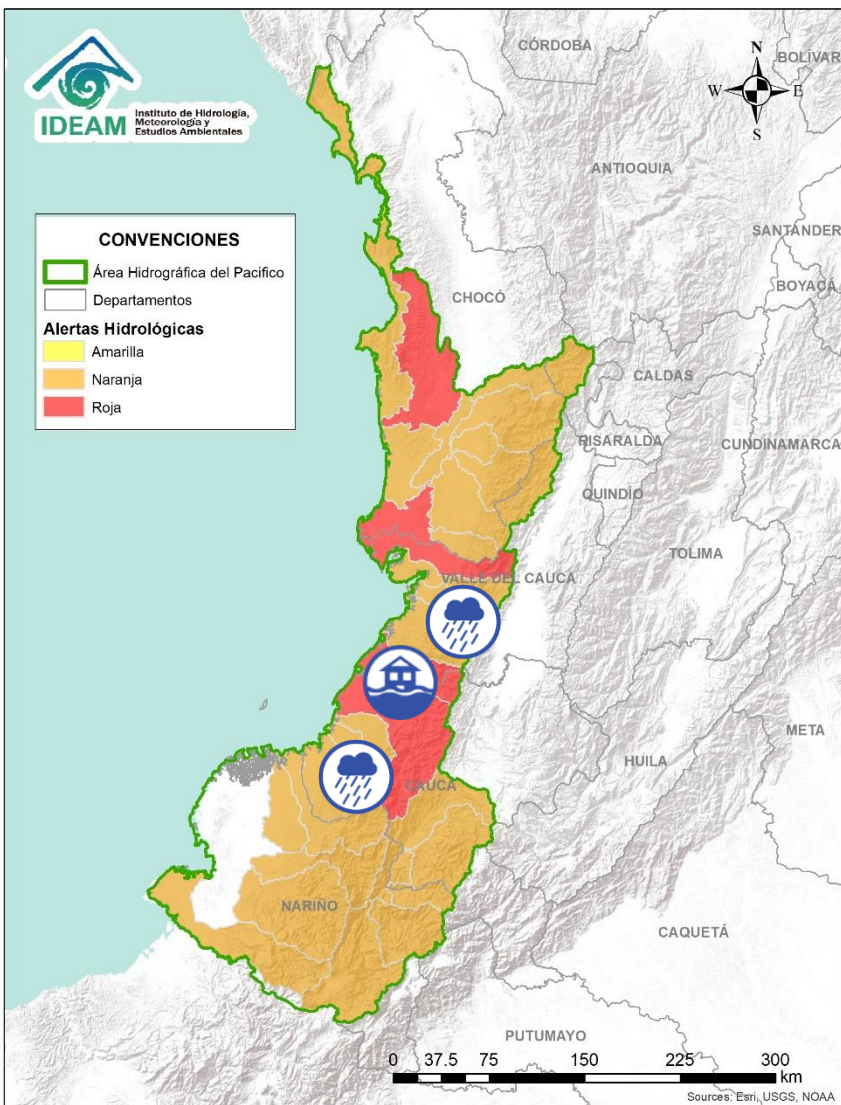 IDEAM
Instituto de Hidrología,
Meteorología y
Estudios Ambientales
N
W E
S
CÓRDOBA
BOLÍVAR
ANTIOQUIA
SANTANDER
BOYACÁ
CONVENCIONES
Área Hidrográfica del Pacifico
Departamentos
Alertas Hidrológicas
Amarilla
Naranja
Roja
CHOCÓ
CALDAS
RISARALDA
CUNDINAMARCA
QUINDÍO
TOLIMA
VALLE DEL CAUCA
META
HUILA
CAUCA
NARIÑO
CAQUETÁ
PUTUMAYO
0 37.5 75 150 225 300
km
Sources: Esri, USGS, NOAA